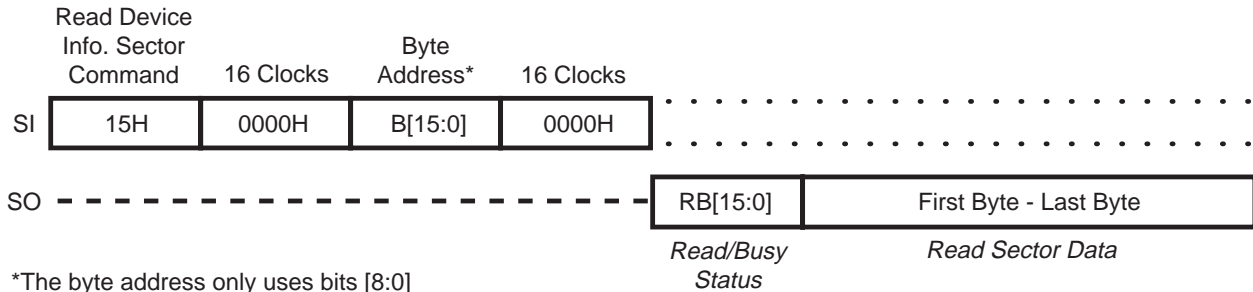 Read Device
Info. Sector
Command
16 Clocks
Byte
Address*
16 Clocks
SI
15H
0000H
B[15:0]
0000H
SO
RB[15:0]
First Byte - Last Byte
Read/Busy
Status
Read Sector Data
*The byte address only uses bits [8:0]